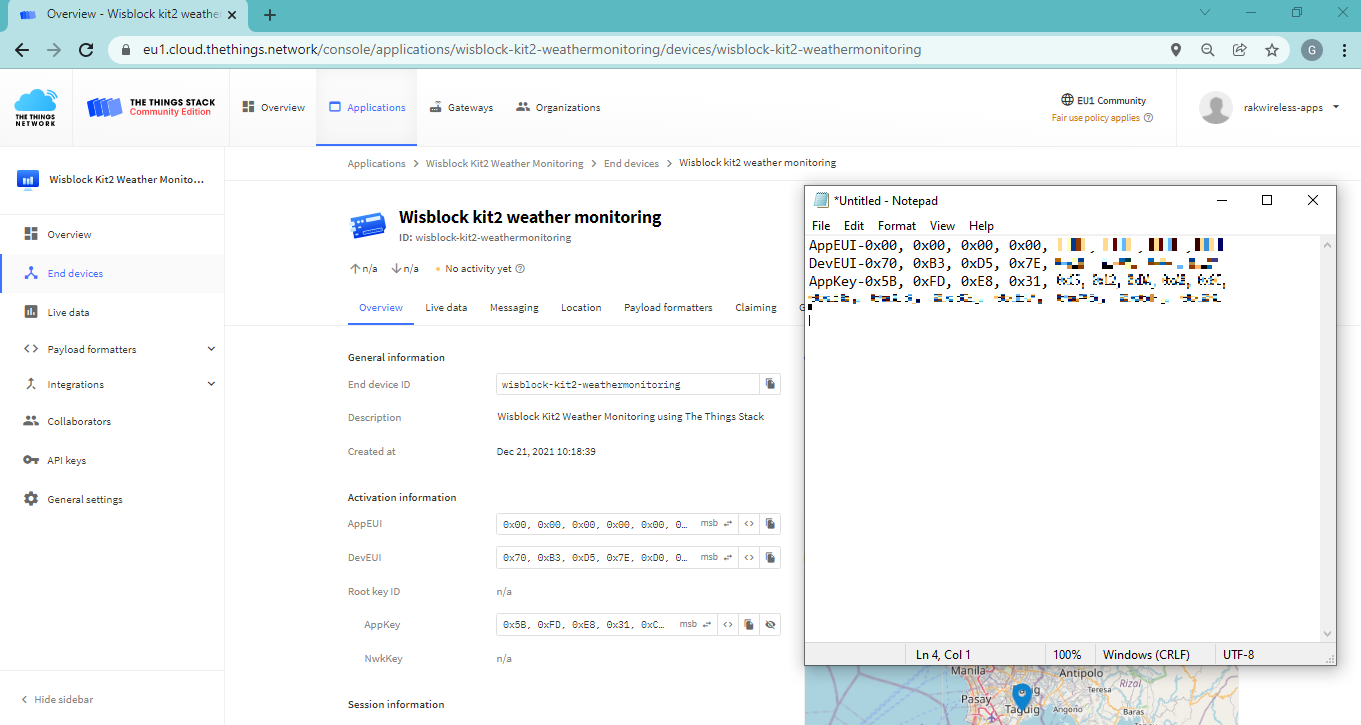 Overview - Wisblock kit2 weather
eu1.cloud.thethings.network/console/applications/wisblock-kit2-weathermonitoring/devices/wisblock-kit2-weathermonitoring
G
THE THINGS NETWORK
THE THINGS STACK
Community Edition
Overview
Applications
Gateways
Organizations
EU1 Community
Fair use policy applies
rakwireless-apps
Wisblock Kit2 Weather Monito...
Overview
End devices
Live data
Payload formatters
Integrations
Collaborators
API keys
General settings
Hide sidebar
Applications > Wisblock Kit2 Weather Monitoring > End devices > Wisblock kit2 weather monitoring
Wisblock kit2 weather monitoring
ID: wisblock-kit2-weathermonitoring
n/a n/a No activity yet
Overview Live data Messaging Location Payload formatters Claiming
General information
End device ID wisblock-kit2-weathermonitoring
Description Wisblock Kit2 Weather Monitoring using The Things Stack
Created at Dec 21, 2021 10:18:39
Activation information
AppEUI 0x00, 0x00, 0x00, 0x00, 0x00, 0… msb
DevEUI 0x70, 0xB3, 0xD5, 0x7E, 0xD0, 0… msb
Root key ID n/a
AppKey 0x5B, 0xFD, 0xE8, 0x31, 0xC… msb
NwkKey n/a
Session information
*Untitled - Notepad
File Edit Format View Help
AppEUI-0x00, 0x00, 0x00, 0x00,
DevEUI-0x70, 0xB3, 0xD5, 0x7E,
AppKey-0x5B, 0xFD, 0xE8, 0x31,
Ln 4, Col 1 100% Windows (CRLF) UTF-8
Manila
Antipolo
Rizal
Teresa
Pasay
Taguig
Angono
Baras